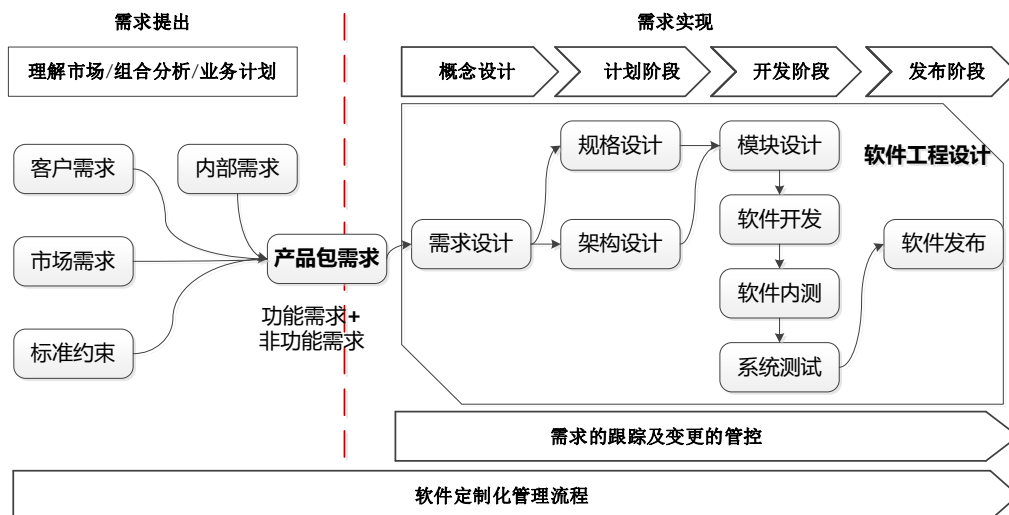 需求提出
需求实现
理解市场/组合分析/业务计划
概念设计
计划阶段
开发阶段
发布阶段
软件工程设计
客户需求
内部需求
市场需求
标准约束
产品包需求
功能需求+
非功能需求
需求设计
规格设计
架构设计
模块设计
软件开发
软件内测
系统测试
软件发布
需求的跟踪及变更的管控
软件定制化管理流程